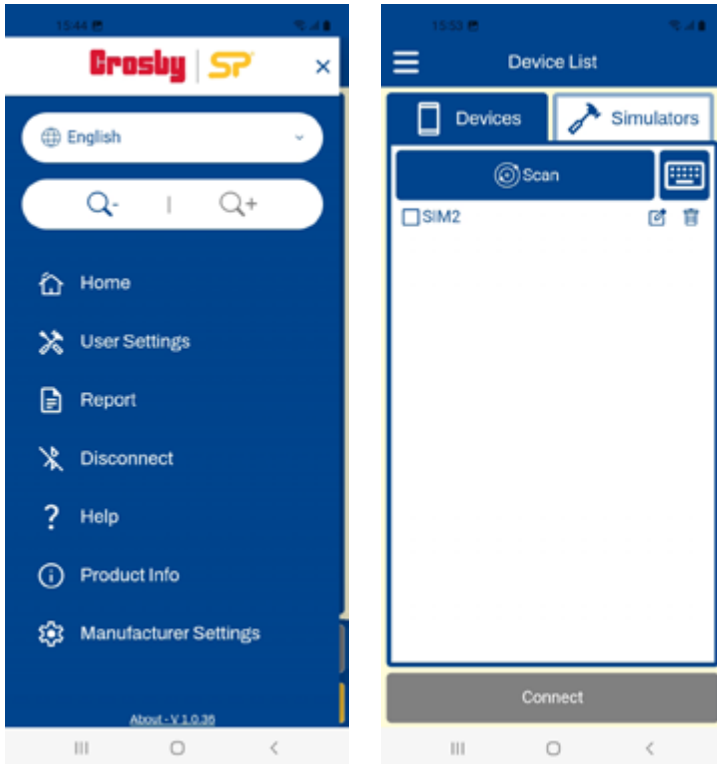 15:44
Crosby | SP
×
English
- | +
Home
User Settings
Report
Disconnect
? Help
Product Info
Manufacturer Settings
About - V 1.0.36
15:53
Device List
Devices
Simulators
Scan
SIM2
Connect